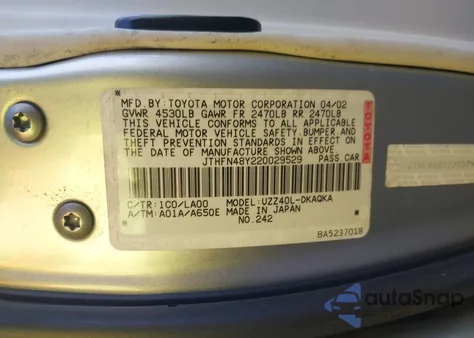 MFD.BY: TOYOTA MOTOR CORPORATION 04/02
GVWR 4530LB GAWR FR 2470LB RR 2470LB
THIS VEHICLE CONFORMS TO ALL APPLICABLE
FEDERAL MOTOR VEHICLE SAFETY, BUMPER, AND
THEFT PREVENTION STANDARDS IN EFFECT ON
THE DATE OF MANUFACTURE SHOWN ABOVE.
JTHFN48Y220029529 PASS CAR
TOYOTA
C/TR: 1C0/LA00 MODEL: UZZ40L-DKAQKA
A/TM: A01A/A650E MADE IN JAPAN
NO.242
BA5237018
autoSnap